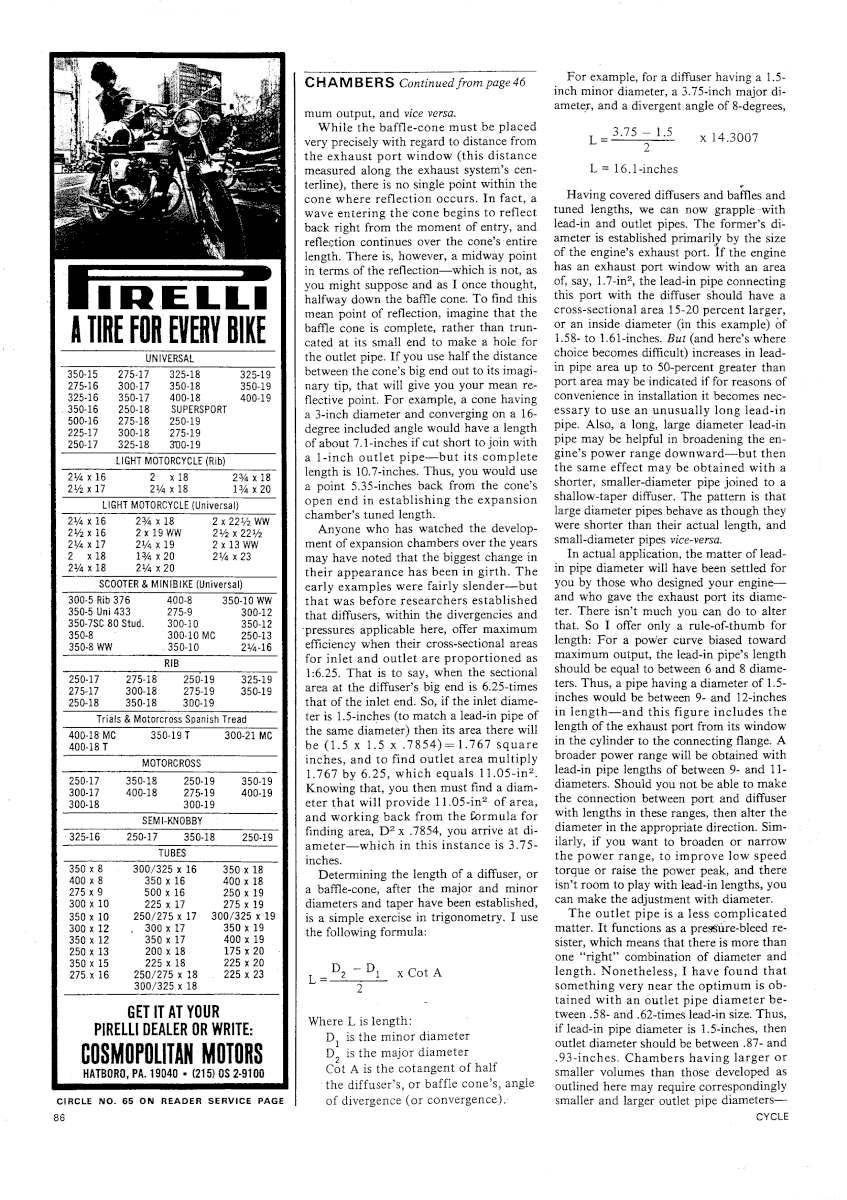 PIRELLI
A TIRE FOR EVERY BIKE
UNIVERSAL
350-15 275-17 325-18 325-19
275-16 300-17 350-18 350-19
325-16 350-17 400-18 400-19
350-16 250-18 SUPERSPORT
500-16 275-18 250-19
225-17 300-18 275-19
250-17 325-18 300-19
LIGHT MOTORCYCLE (Rib)
2¼ x 16 2 x 18 2¾ x 18
2½ x 17 2¼ x 18 1¾ x 20
LIGHT MOTORCYCLE (Universal)
2¼ x 16 2¾ x 18 2 x 22½ WW
2½ x 16 2 x 19 WW 2½ x 22½
2¼ x 17 2¼ x 19 2 x 13 WW
2 x 18 1¾ x 20 2¼ x 23
2¼ x 18 2¼ x 20
SCOOTER & MINIBIKE (Universal)
300-5 Rib 376 400-8 350-10 WW
350-5 Uni 433 275-9 300-12
350-7SC 80 Stud. 300-10 350-12
350-8 300-10 MC 250-13
350-8 WW 350-10 2¼-16
RIB
250-17 275-18 250-19 325-19
275-17 300-18 275-19 350-19
250-18 350-18 300-19
Trials & Motorcross Spanish Tread
400-18 MC 350-19 T 300-21 MC
400-18 T
MOTORCROSS
250-17 350-18 250-19 350-19
300-17 400-18 275-19 400-19
300-18 300-19
SEMI-KNOBBY
325-16 250-17 350-18 250-19
TUBES
350 x 8 300/325 x 16 350 x 18
400 x 8 350 x 16 400 x 18
275 x 9 500 x 16 250 x 19
300 x 10 225 x 17 275 x 19
350 x 10 250/275 x 17 300/325 x 19
300 x 12 300 x 17 350 x 19
350 x 12 350 x 17 400 x 19
250 x 13 200 x 18 175 x 20
350 x 15 225 x 18 225 x 20
275 x 16 250/275 x 18 225 x 23
300/325 x 18
GET IT AT YOUR
PIRELLI DEALER OR WRITE:
COSMOPOLITAN MOTORS
HATBORO, PA. 19040 • (215) OS 2-9100
CIRCLE NO. 65 ON READER SERVICE PAGE
86
CHAMBERS Continued from page 46
mum output, and vice versa.
While the baffle-cone must be placed
very precisely with regard to distance from
the exhaust port window (this distance
measured along the exhaust system's cen-
terline), there is no single point within the
cone where reflection occurs. In fact, a
wave entering the cone begins to reflect
back right from the moment of entry, and
reflection continues over the cone's entire
length. There is, however, a midway point
in terms of the reflection—which is not, as
you might suppose and as I once thought,
halfway down the baffle cone. To find this
mean point of reflection, imagine that the
baffle cone is complete, rather than trun-
cated at its small end to make a hole for
the outlet pipe. If you use half the distance
between the cone's big end out to its imagi-
nary tip, that will give you your mean re-
flective point. For example, a cone having
a 3-inch diameter and converging on a 16-
degree included angle would have a length
of about 7.1-inches if cut short to join with
a 1-inch outlet pipe—but its complete
length is 10.7-inches. Thus, you would use
a point 5.35-inches back from the cone's
open end in establishing the expansion
chamber's tuned length.
Anyone who has watched the develop-
ment of expansion chambers over the years
may have noted that the biggest change in
their appearance has been in girth. The
early examples were fairly slender—but
that was before researchers established
that diffusers, within the divergencies and
pressures applicable here, offer maximum
efficiency when their cross-sectional areas
for inlet and outlet are proportioned as
1:6.25. That is to say, when the sectional
area at the diffuser's big end is 6.25-times
that of the inlet end. So, if the inlet diame-
ter is 1.5-inches (to match a lead-in pipe of
the same diameter) then its area there will
be (1.5 x 1.5 x .7854)=1.767 square
inches, and to find outlet area multiply
1.767 by 6.25, which equals 11.05-in².
Knowing that, you then must find a diam-
eter that will provide 11.05-in² of area,
and working back from the formula for
finding area, D² x .7854, you arrive at di-
ameter—which in this instance is 3.75-
inches.
Determining the length of a diffuser, or
a baffle-cone, after the major and minor
diameters and taper have been established,
is a simple exercise in trigonometry. I use
the following formula:
L = D₂ − D₁ / 2 x Cot A
Where L is length:
D₁ is the minor diameter
D₂ is the major diameter
Cot A is the cotangent of half
the diffuser's, or baffle cone's, angle
of divergence (or convergence).
For example, for a diffuser having a 1.5-
inch minor diameter, a 3.75-inch major di-
ameter, and a divergent angle of 8-degrees,
L = 3.75 − 1.5 / 2 x 14.3007
L = 16.1-inches
Having covered diffusers and baffles and
tuned lengths, we can now grapple with
lead-in and outlet pipes. The former's di-
ameter is established primarily by the size
of the engine's exhaust port. If the engine
has an exhaust port window with an area
of, say, 1.7-in², the lead-in pipe connecting
this port with the diffuser should have a
cross-sectional area 15-20 percent larger,
or an inside diameter (in this example) of
1.58- to 1.61-inches. But (and here's where
choice becomes difficult) increases in lead-
in pipe area up to 50-percent greater than
port area may be indicated if for reasons of
convenience in installation it becomes nec-
essary to use an unusually long lead-in
pipe. Also, a long, large diameter lead-in
pipe may be helpful in broadening the en-
gine's power range downward—but then
the same effect may be obtained with a
shorter, smaller-diameter pipe joined to a
shallow-taper diffuser. The pattern is that
large diameter pipes behave as though they
were shorter than their actual length, and
small-diameter pipes vice-versa.
In actual application, the matter of lead-
in pipe diameter will have been settled for
you by those who designed your engine—
and who gave the exhaust port its diame-
ter. There isn't much you can do to alter
that. So I offer only a rule-of-thumb for
length: For a power curve biased toward
maximum output, the lead-in pipe's length
should be equal to between 6 and 8 diame-
ters. Thus, a pipe having a diameter of 1.5-
inches would be between 9- and 12-inches
in length—and this figure includes the
length of the exhaust port from its window
in the cylinder to the connecting flange. A
broader power range will be obtained with
lead-in pipe lengths of between 9- and 11-
diameters. Should you not be able to make
the connection between port and diffuser
with lengths in these ranges, then alter the
diameter in the appropriate direction. Sim-
ilarly, if you want to broaden or narrow
the power range, to improve low speed
torque or raise the power peak, and there
isn't room to play with lead-in lengths, you
can make the adjustment with diameter.
The outlet pipe is a less complicated
matter. It functions as a pressure-bleed re-
sister, which means that there is more than
one "right" combination of diameter and
length. Nonetheless, I have found that
something very near the optimum is ob-
tained with an outlet pipe diameter be-
tween .58- and .62-times lead-in size. Thus,
if lead-in pipe diameter is 1.5-inches, then
outlet diameter should be between .87- and
.93-inches. Chambers having larger or
smaller volumes than those developed as
outlined here may require correspondingly
smaller and larger outlet pipe diameters—
CYCLE